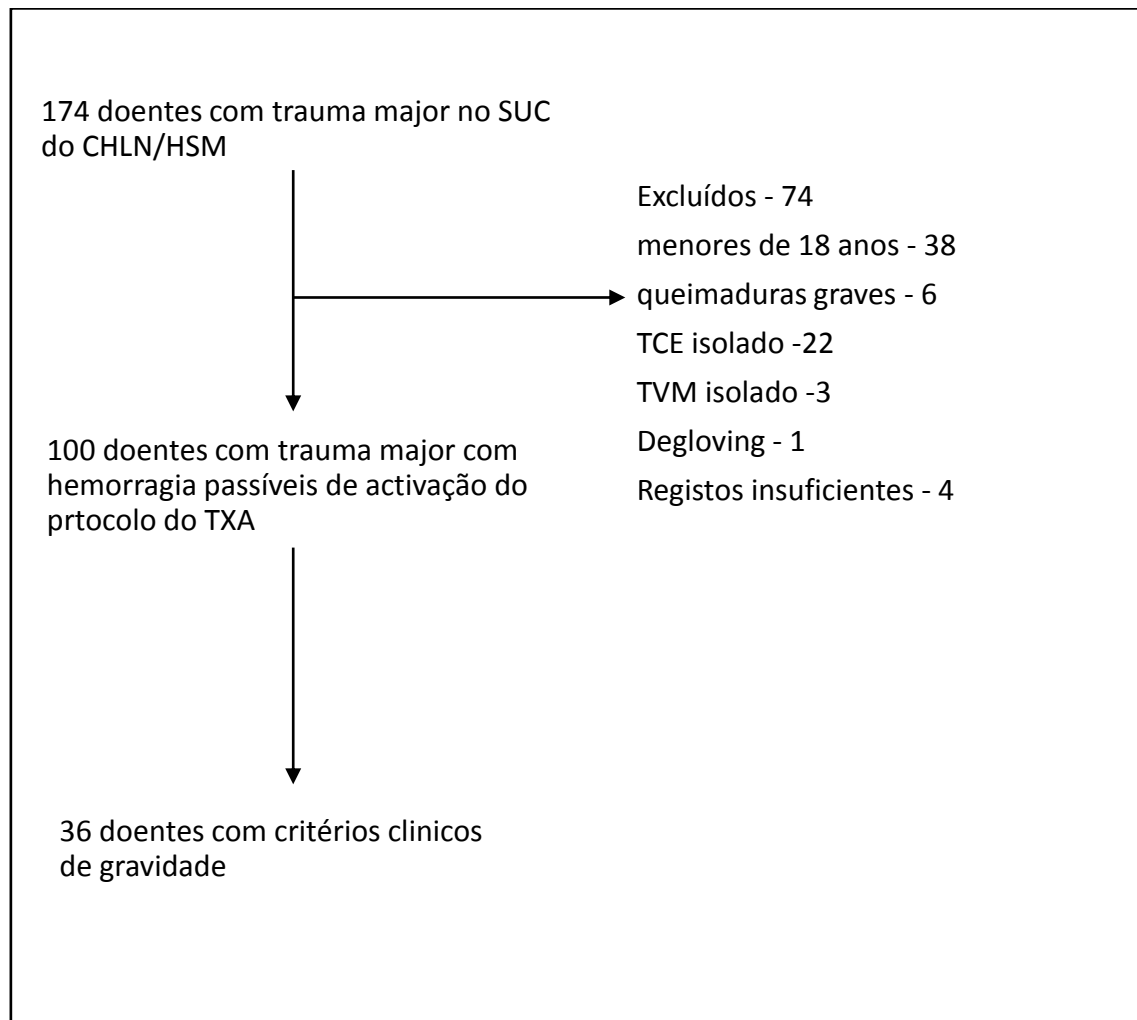 174 doentes com trauma major no SUC
do CHLN/HSM
Excluídos - 74
menores de 18 anos - 38
queimaduras graves - 6
TCE isolado -22
TVM isolado -3
Degloving - 1
Registos insuficientes - 4
100 doentes com trauma major com
hemorragia passíveis de activação do
prtocolo do TXA
36 doentes com critérios clinicos
de gravidade